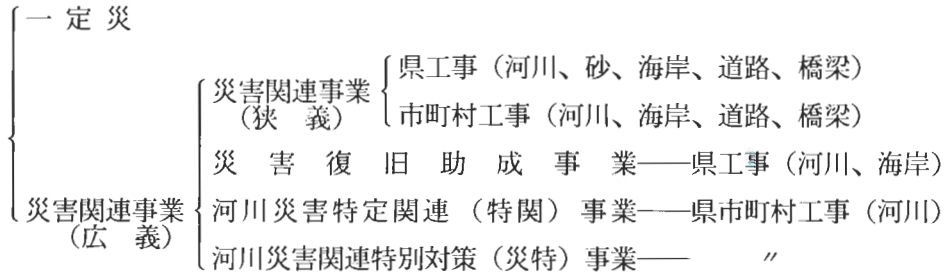 一定災
災害関連事業(狭義)
県工事(河川、砂、海岸、道路、橋梁)
市町村工事(河川、海岸、道路、橋梁)
災害復旧助成事業――県工事(河川、海岸)
災害関連事業(広義)
河川災害特定関連(特関)事業――県市町村工事(河川)
河川災害関連特別対策(災特)事業――〃